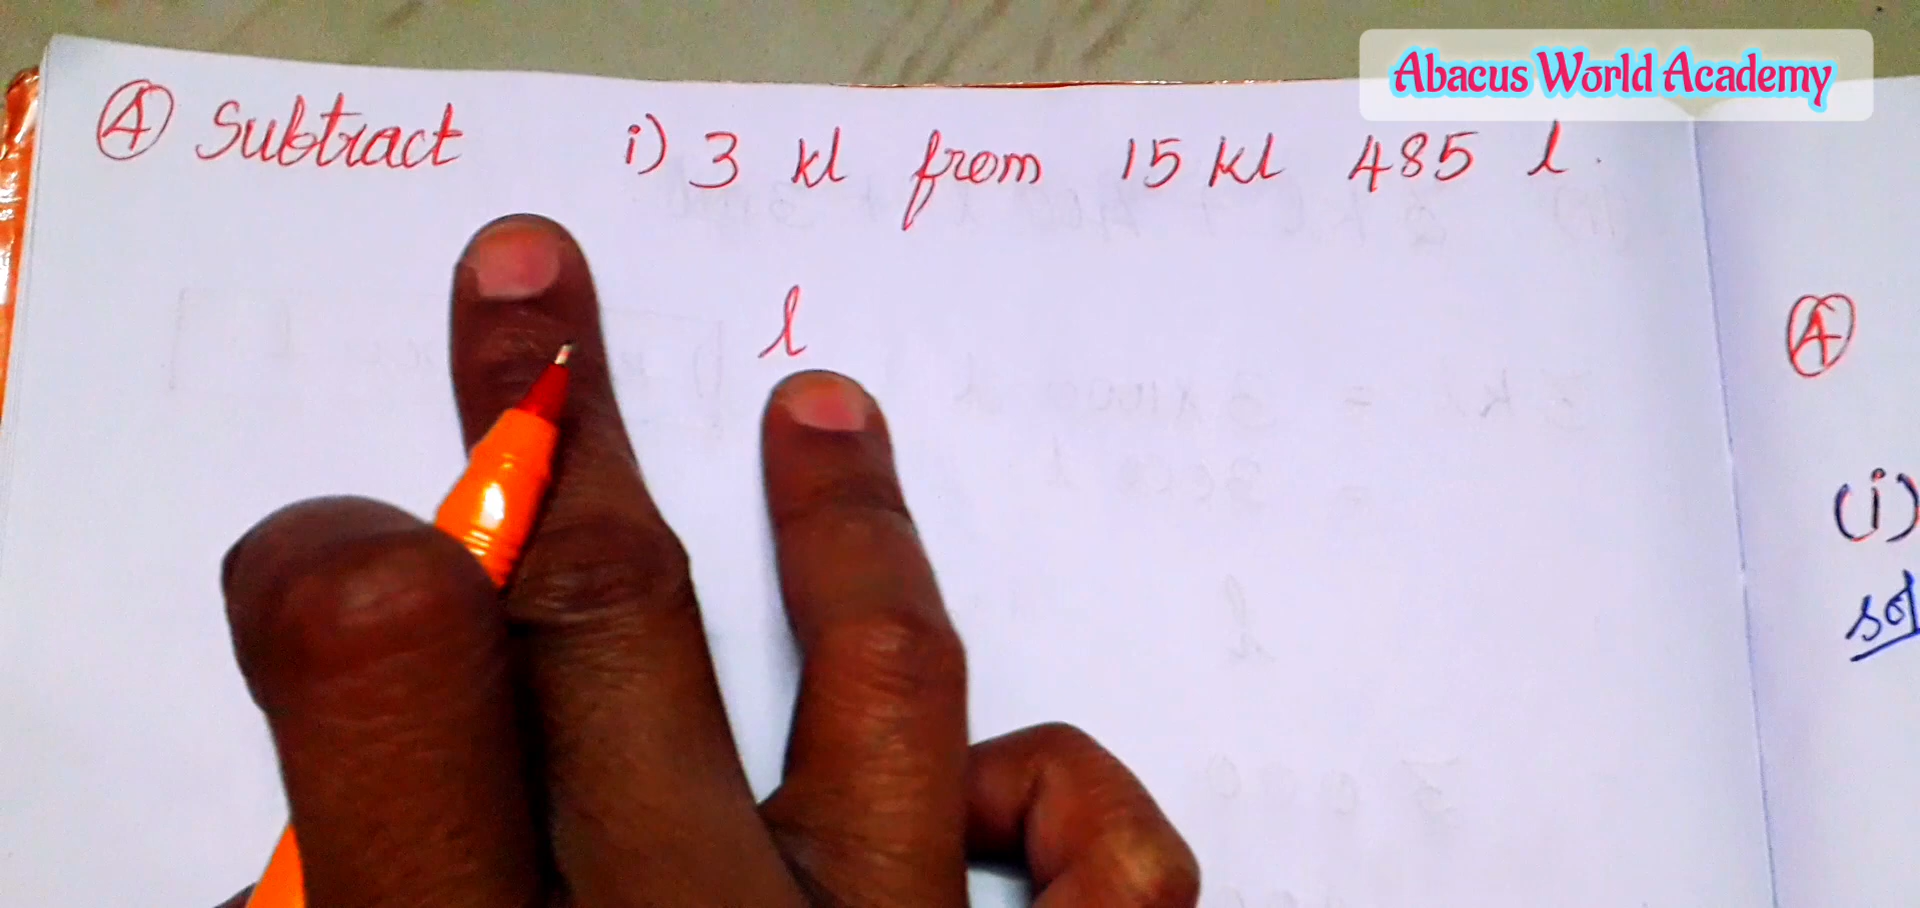 Abacus World Academy
④ Subtract i) 3 kl from 15 kl 485 l.
l
④
(i)